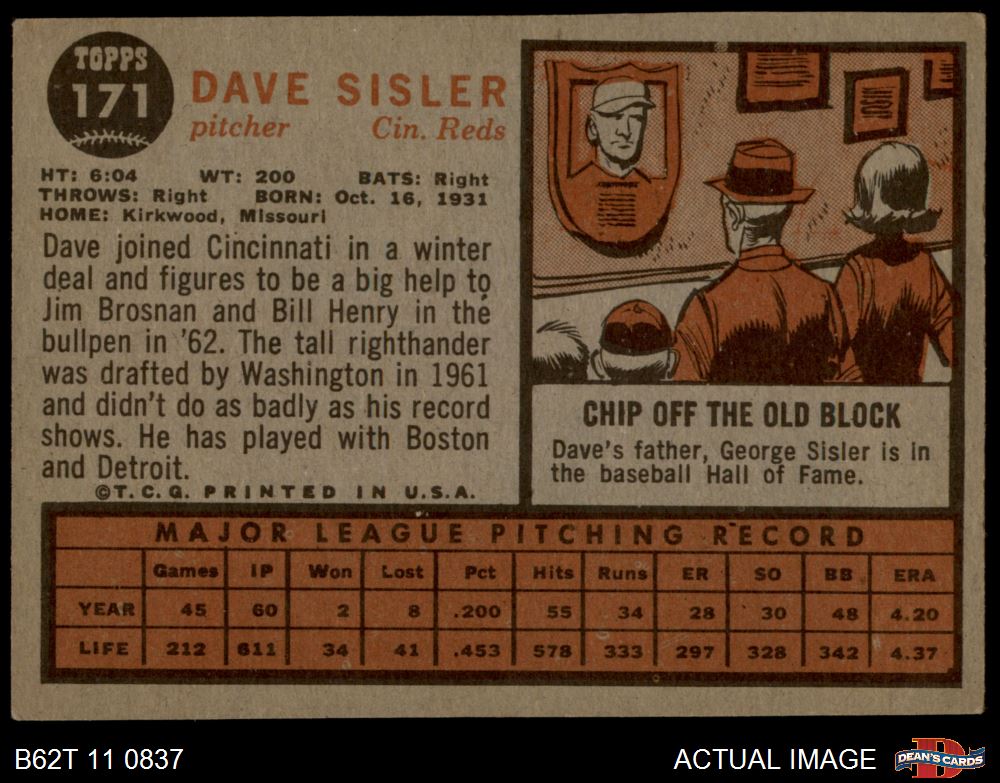 TOPPS
171
DAVE SISLER
pitcher Cin. Reds
HT: 6:04 WT: 200 BATS: Right
THROWS: Right BORN: Oct. 16, 1931
HOME: Kirkwood, Missouri
Dave joined Cincinnati in a winter
deal and figures to be a big help to
Jim Brosnan and Bill Henry in the
bullpen in '62. The tall righthander
was drafted by Washington in 1961
and didn't do as badly as his record
shows. He has played with Boston
and Detroit.
©T.C.G. PRINTED IN U.S.A.
CHIP OFF THE OLD BLOCK
Dave's father, George Sisler is in
the baseball Hall of Fame.
MAJOR LEAGUE PITCHING RECORD
Games IP Won Lost Pct Hits Runs ER SO BB ERA
YEAR 45 60 2 8 .200 55 34 28 30 48 4.20
LIFE 212 611 34 41 .453 578 333 297 328 342 4.37
B62T 11 0837 ACTUAL IMAGE DEAN'S CARDS